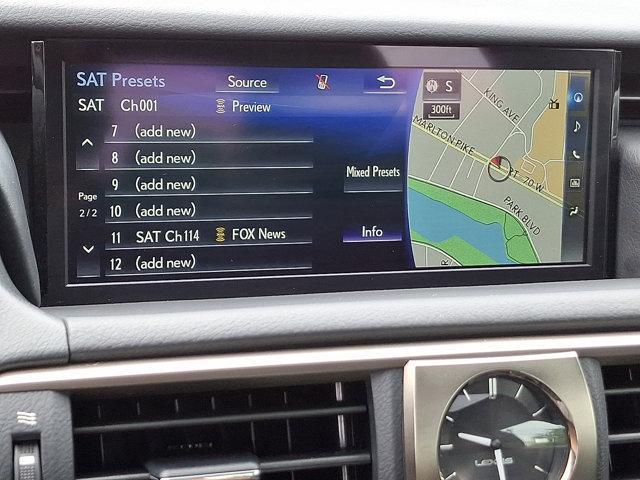 SAT Presets
Source
SAT Ch001
Preview
7 (add new)
8 (add new)
9 (add new)
10 (add new)
11 SAT Ch114 FOX News
12 (add new)
Page
2/2
Mixed Presets
Info
S
300ft
KING AVE
MARLTON PIKE
RT. 70 W
PARK BLVD
LEXUS